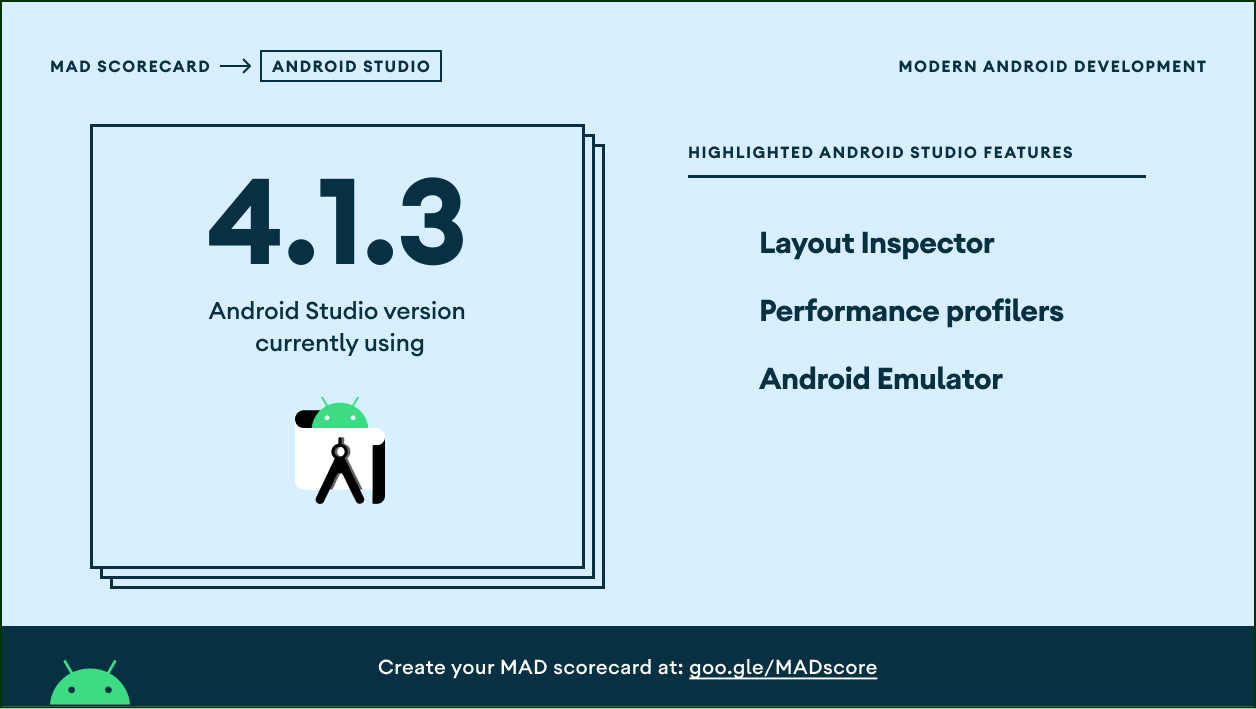 MAD SCORECARD → ANDROID STUDIO
MODERN ANDROID DEVELOPMENT
4.1.3
Android Studio version
currently using
HIGHLIGHTED ANDROID STUDIO FEATURES
Layout Inspector
Performance profilers
Android Emulator
Create your MAD scorecard at: goo.gle/MADscore